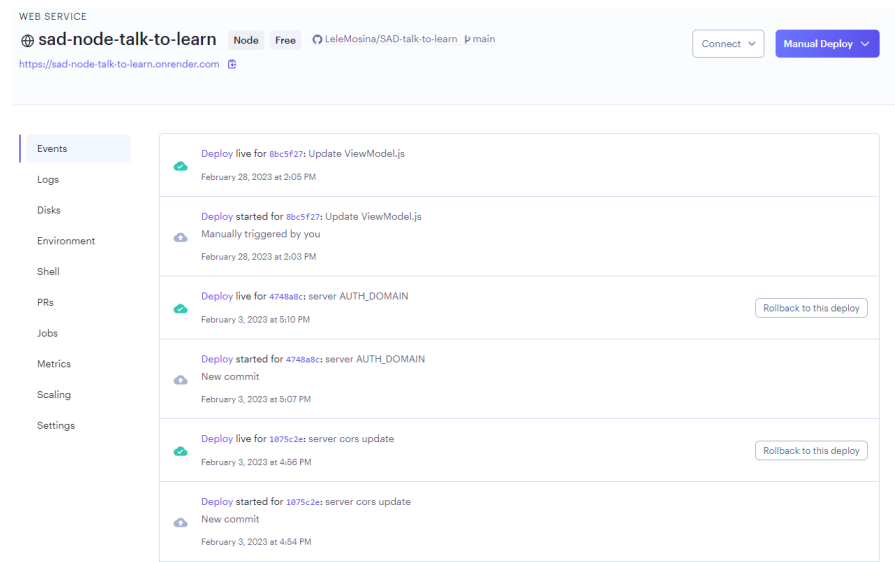 WEB SERVICE
sad-node-talk-to-learn Node Free LeleMosina/SAD-talk-to-learn main Connect Manual Deploy
https://sad-node-talk-to-learn.onrender.com
Events
Logs
Disks
Environment
Shell
PRs
Jobs
Metrics
Scaling
Settings
Deploy live for 8bc5f27: Update ViewModel.js
February 28, 2023 at 2:05 PM
Deploy started for 8bc5f27: Update ViewModel.js
Manually triggered by you
February 28, 2023 at 2:03 PM
Deploy live for 4748a8c: server AUTH_DOMAIN
February 3, 2023 at 5:10 PM
Rollback to this deploy
Deploy started for 4748a8c: server AUTH_DOMAIN
New commit
February 3, 2023 at 5:07 PM
Deploy live for 1075c2e: server cors update
February 3, 2023 at 4:56 PM
Rollback to this deploy
Deploy started for 1075c2e: server cors update
New commit
February 3, 2023 at 4:54 PM